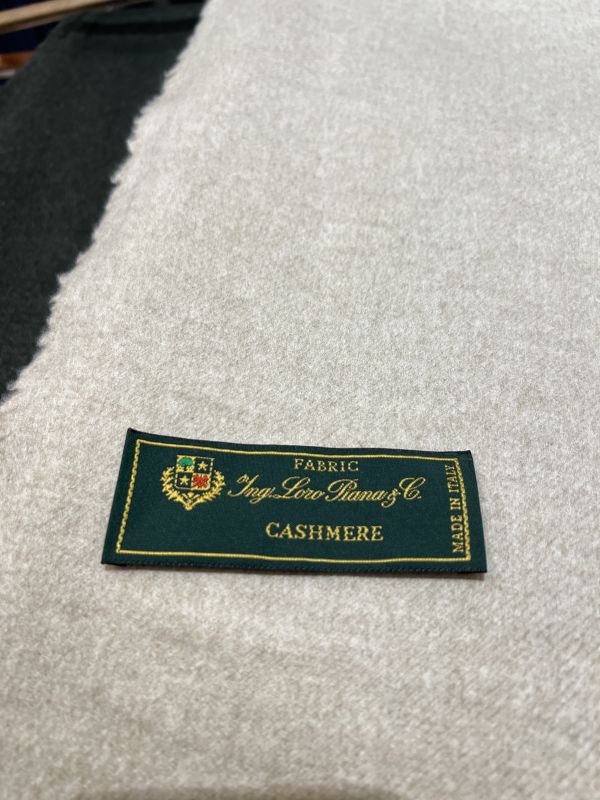 FABRIC
Ing. Loro Piana & C.
CASHMERE
MADE IN ITALY